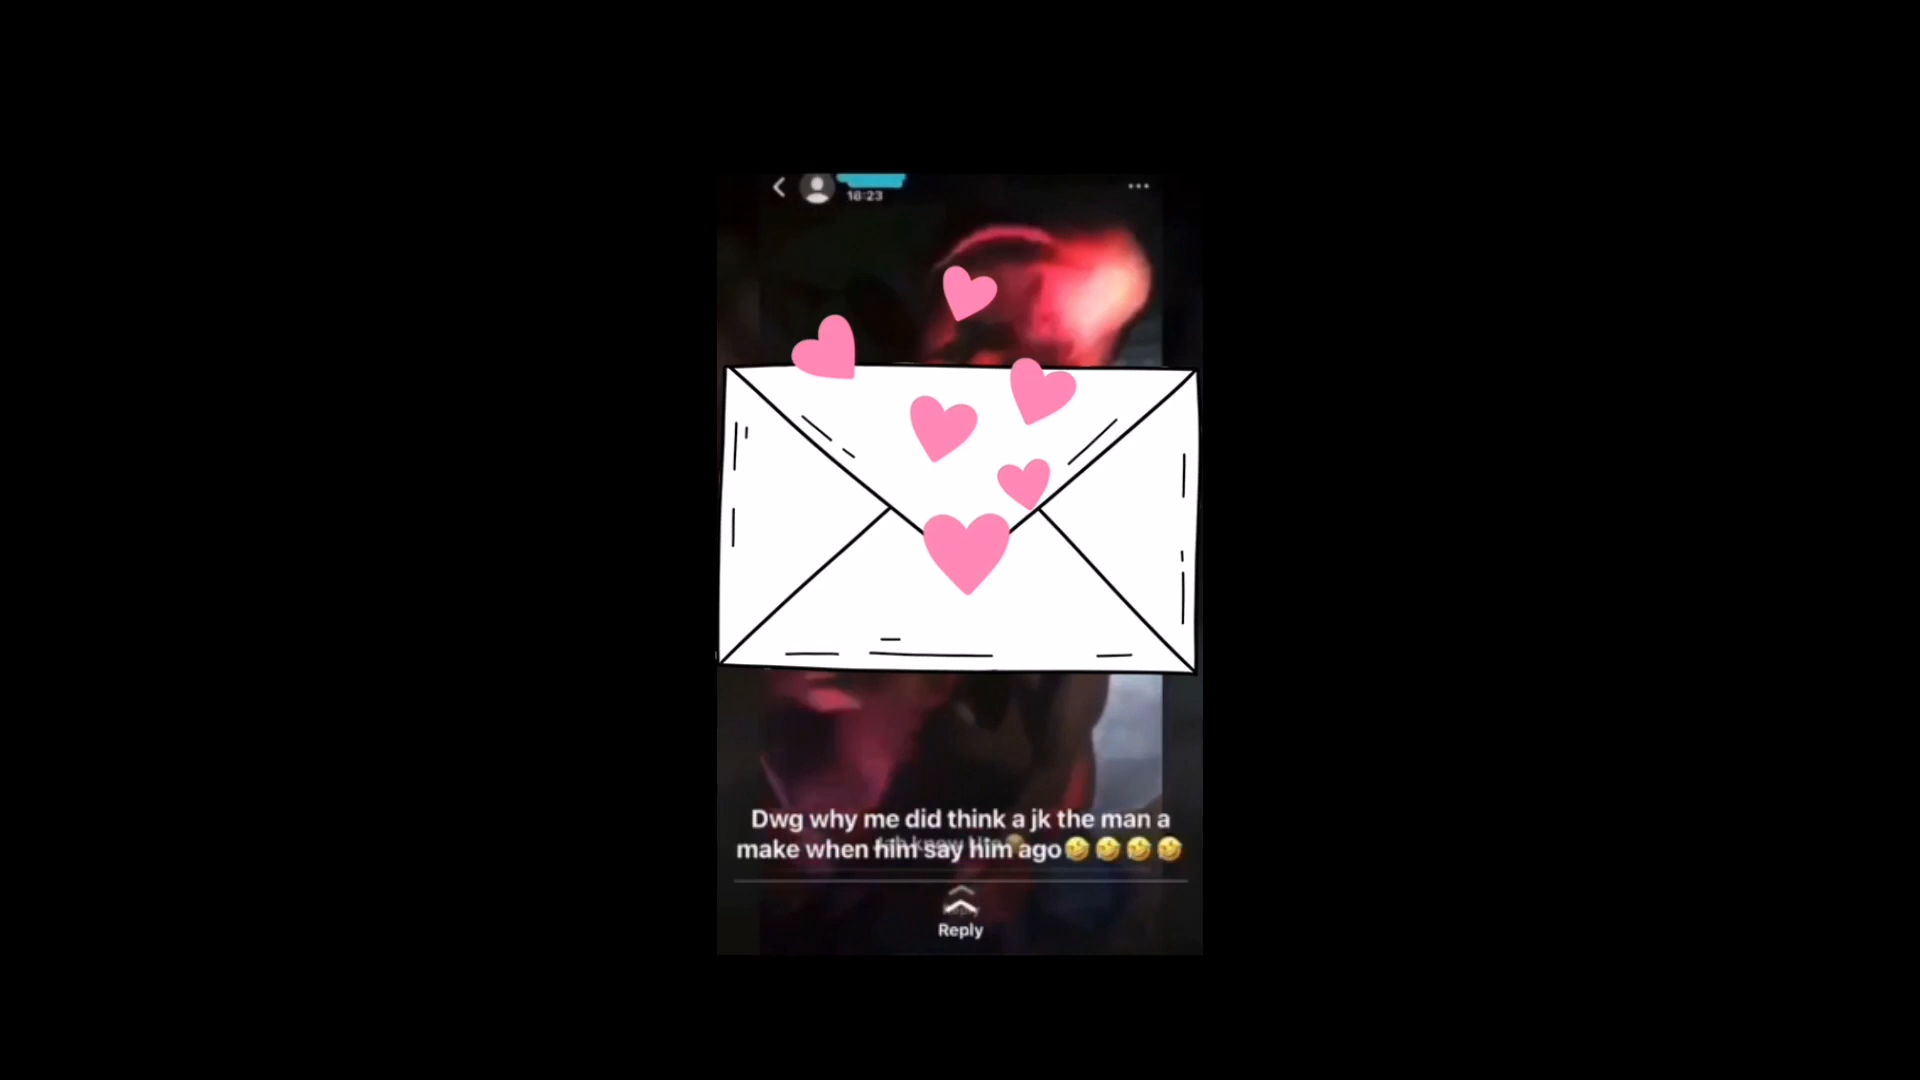 18:23
Dwg why me did think a jk the man a
make when him say him ago🤣🤣🤣🤣
Reply